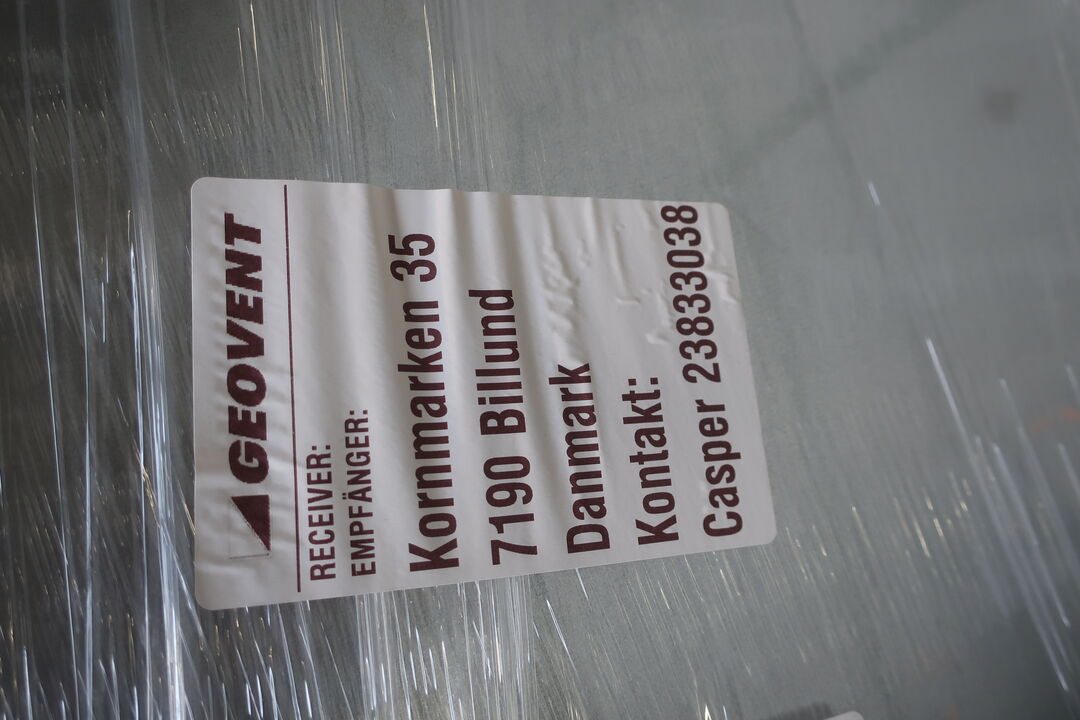 GEOVENT
RECEIVER:
EMPFÄNGER:
Kornmarken 35
7190 Billund
Danmark
Kontakt:
Casper 23833038